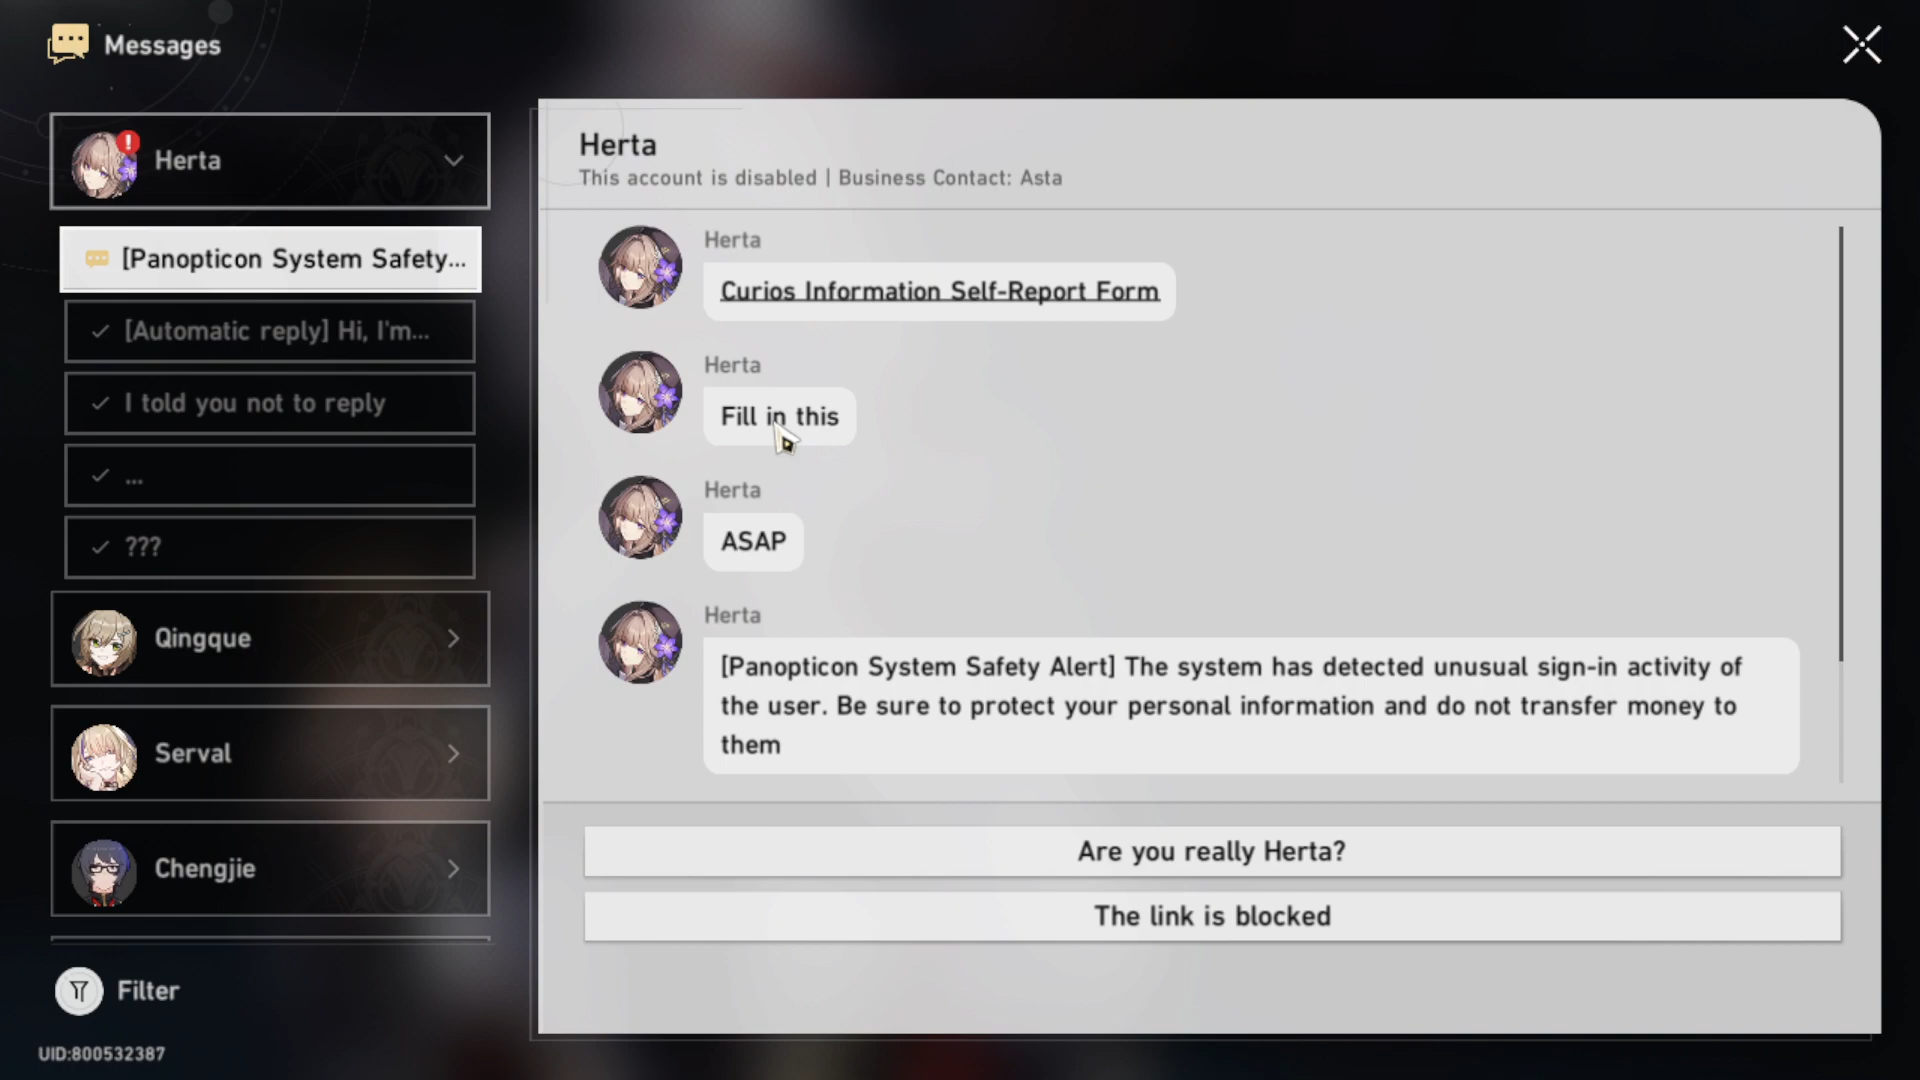 Messages
Herta
[Panopticon System Safety...
[Automatic reply] Hi, I'm...
I told you not to reply
...
???
Qingque
Serval
Chengjie
Filter
UID:800532387
Herta
This account is disabled | Business Contact: Asta
Herta
Curios Information Self-Report Form
Herta
Fill in this
Herta
ASAP
Herta
[Panopticon System Safety Alert] The system has detected unusual sign-in activity of
the user. Be sure to protect your personal information and do not transfer money to
them
Are you really Herta?
The link is blocked